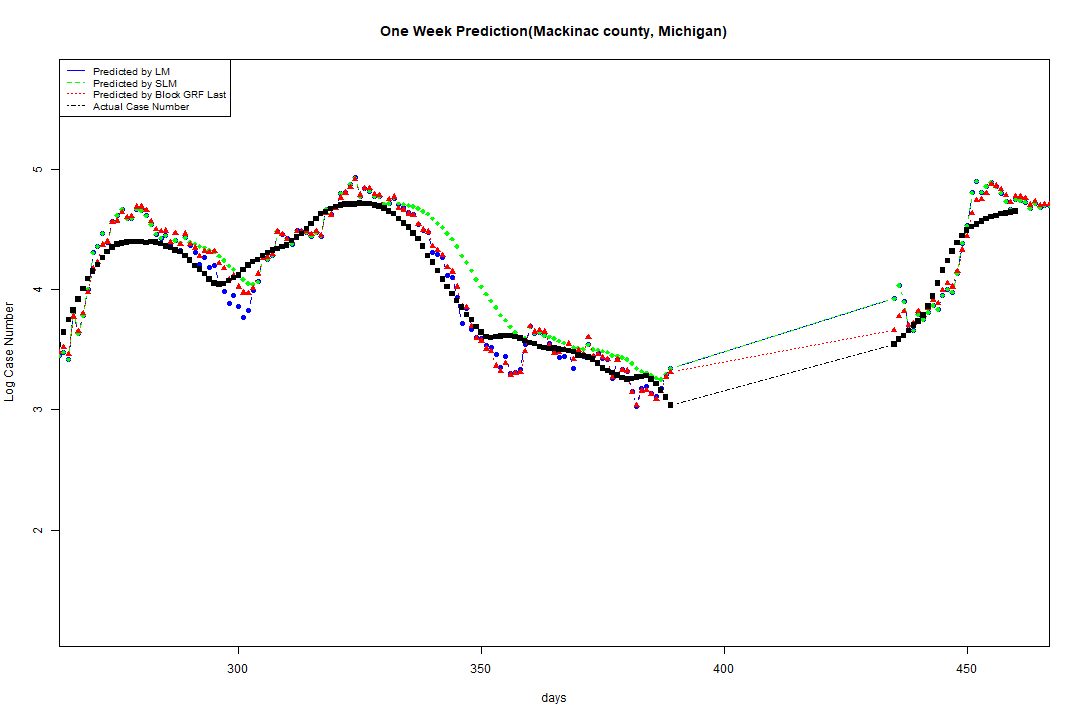 One Week Prediction(Mackinac county, Michigan)
Predicted by LM
Predicted by SLM
Predicted by Block GRF Last
Actual Case Number
5
4
3
2
Log Case Number
300
350
400
450
days